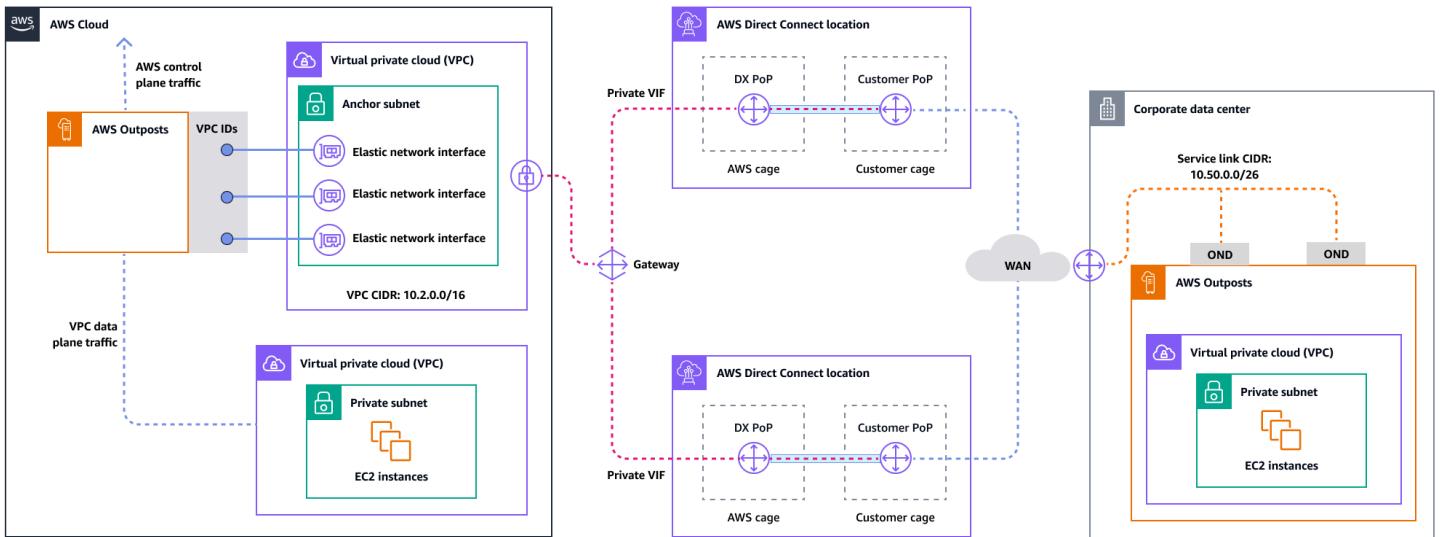 aws
AWS Cloud
AWS control
plane traffic
AWS Outposts
VPC IDs
Virtual private cloud (VPC)
Anchor subnet
Elastic network interface
Elastic network interface
Elastic network interface
VPC CIDR: 10.2.0.0/16
VPC data
plane traffic
Virtual private cloud (VPC)
Private subnet
EC2 instances
Gateway
Private VIF
AWS Direct Connect location
DX PoP
Customer PoP
AWS cage
Customer cage
Private VIF
AWS Direct Connect location
DX PoP
Customer PoP
AWS cage
Customer cage
WAN
Corporate data center
Service link CIDR:
10.50.0.0/26
OND
OND
AWS Outposts
Virtual private cloud (VPC)
Private subnet
EC2 instances